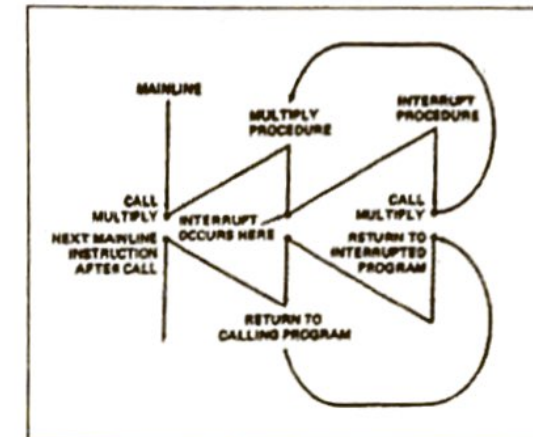 MAINLINE
MULTIPLY
PROCEDURE
INTERRUPT
PROCEDURE
CALL
MULTIPLY
INTERRUPT
OCCURS HERE
CALL
MULTIPLY
NEXT MAINLINE
INSTRUCTION
AFTER CALL
RETURN TO
INTERRUPTED
PROGRAM
RETURN TO
CALLING PROGRAM